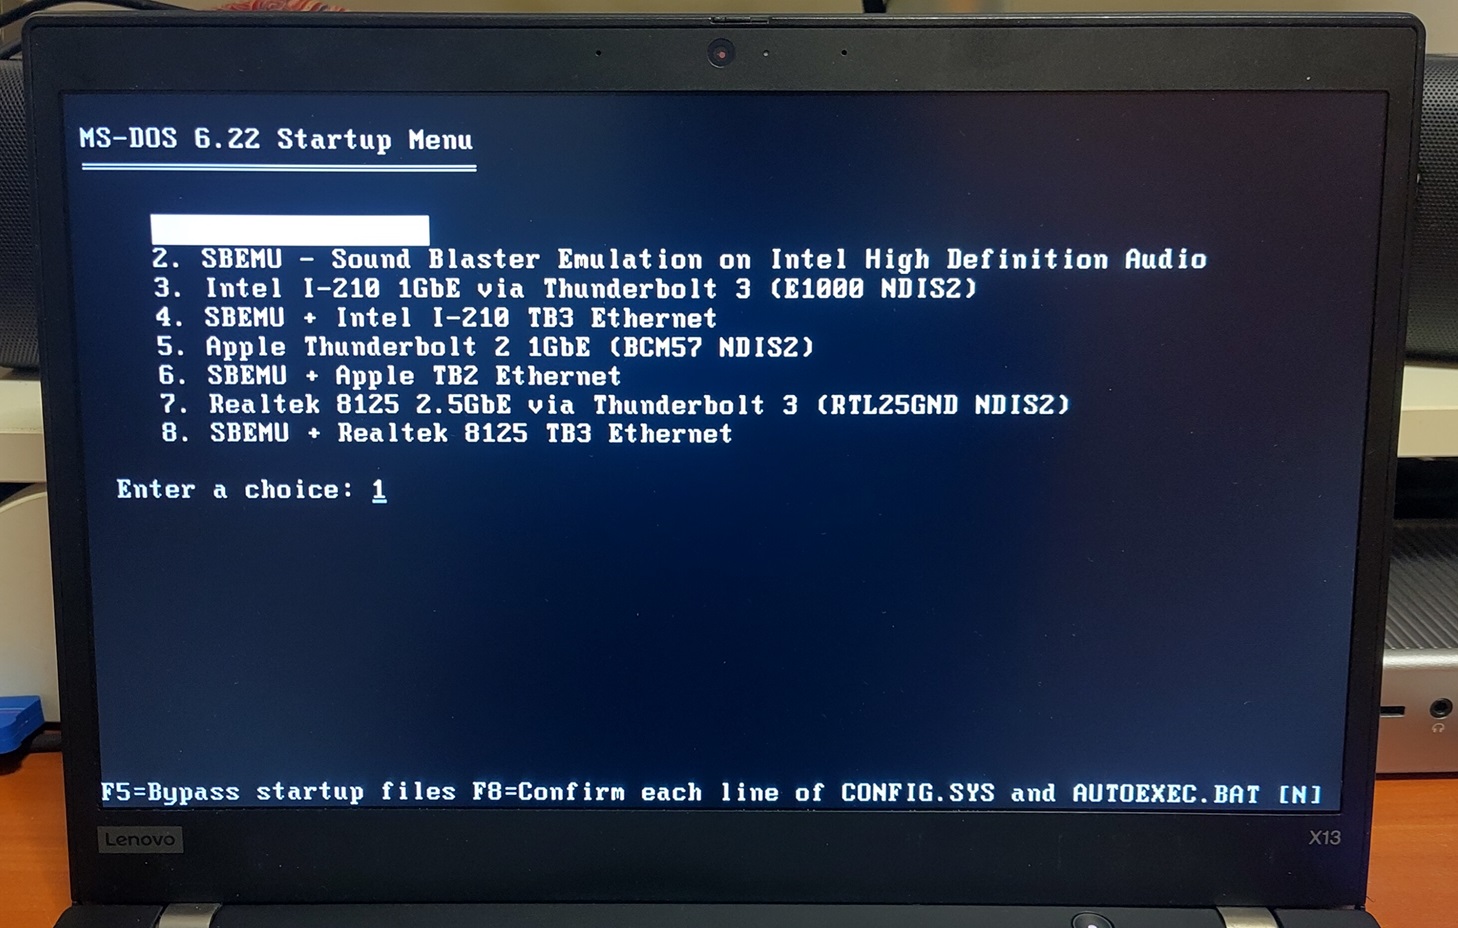 MS-DOS 6.22 Startup Menu
2. SBEMU - Sound Blaster Emulation on Intel High Definition Audio
3. Intel I-210 1GbE via Thunderbolt 3 (E1000 NDIS2)
4. SBEMU + Intel I-210 TB3 Ethernet
5. Apple Thunderbolt 2 1GbE (BCM57 NDIS2)
6. SBEMU + Apple TB2 Ethernet
7. Realtek 8125 2.5GbE via Thunderbolt 3 (RTL25GND NDIS2)
8. SBEMU + Realtek 8125 TB3 Ethernet
Enter a choice: 1
F5=Bypass startup files F8=Confirm each line of CONFIG.SYS and AUTOEXEC.BAT [N]
Lenovo
X13